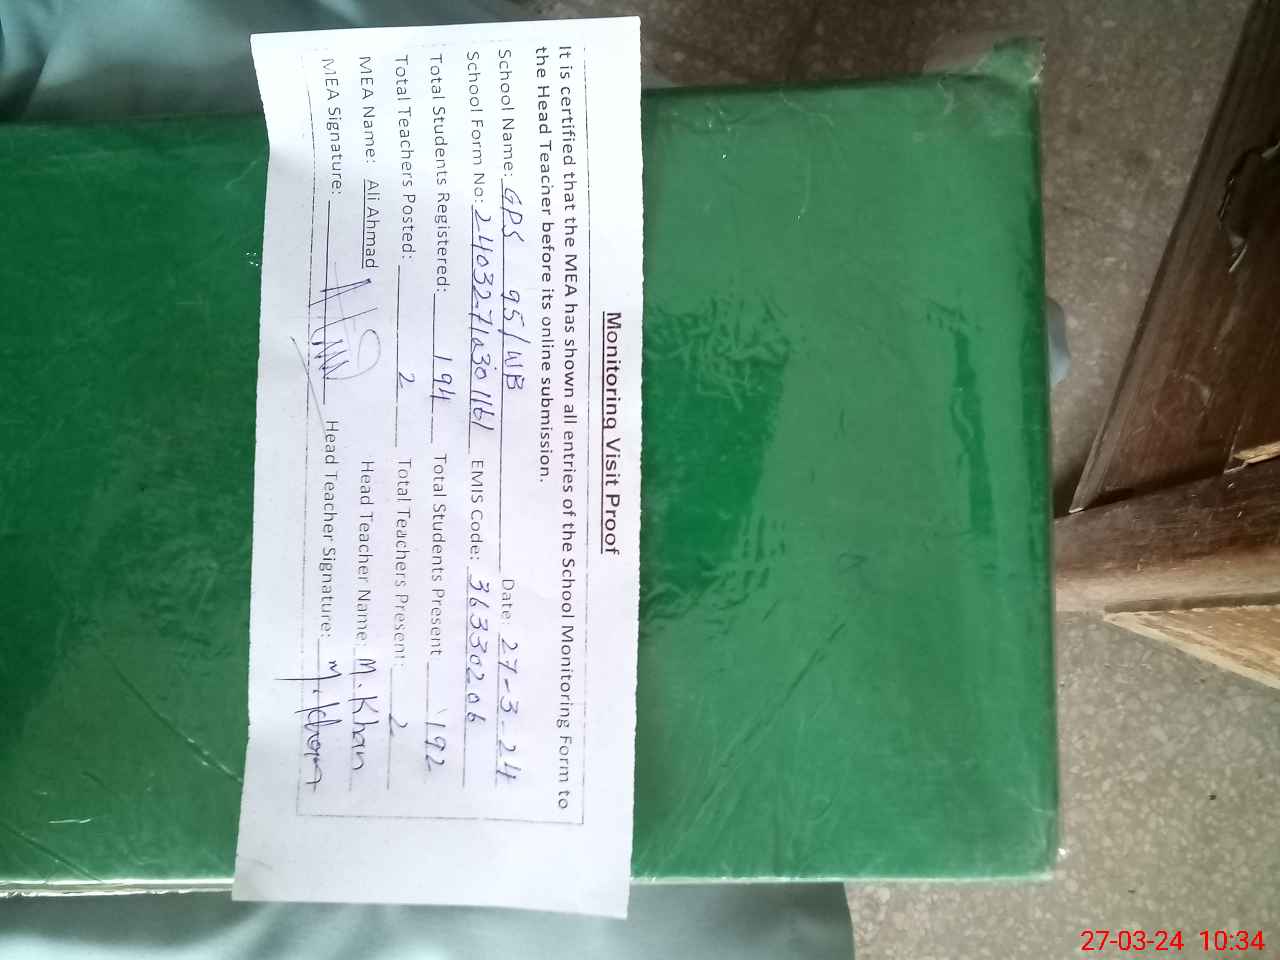 Monitoring Visit Proof
It is certified that the MEA has shown all entries of the School Monitoring Form to
the Head Teacher before its online submission.
School Name: GPS 95/WB Date: 27-3-24
School Form No: EMIS Code: 36330206
Total Students Registered: 194 Total Students Present 192
Total Teachers Posted: 2 Total Teachers Present: 2
MEA Name: Ali Ahmad Head Teacher Name: M. Khan
MEA Signature: Head Teacher Signature: M. Khan
27-03-24 10:34